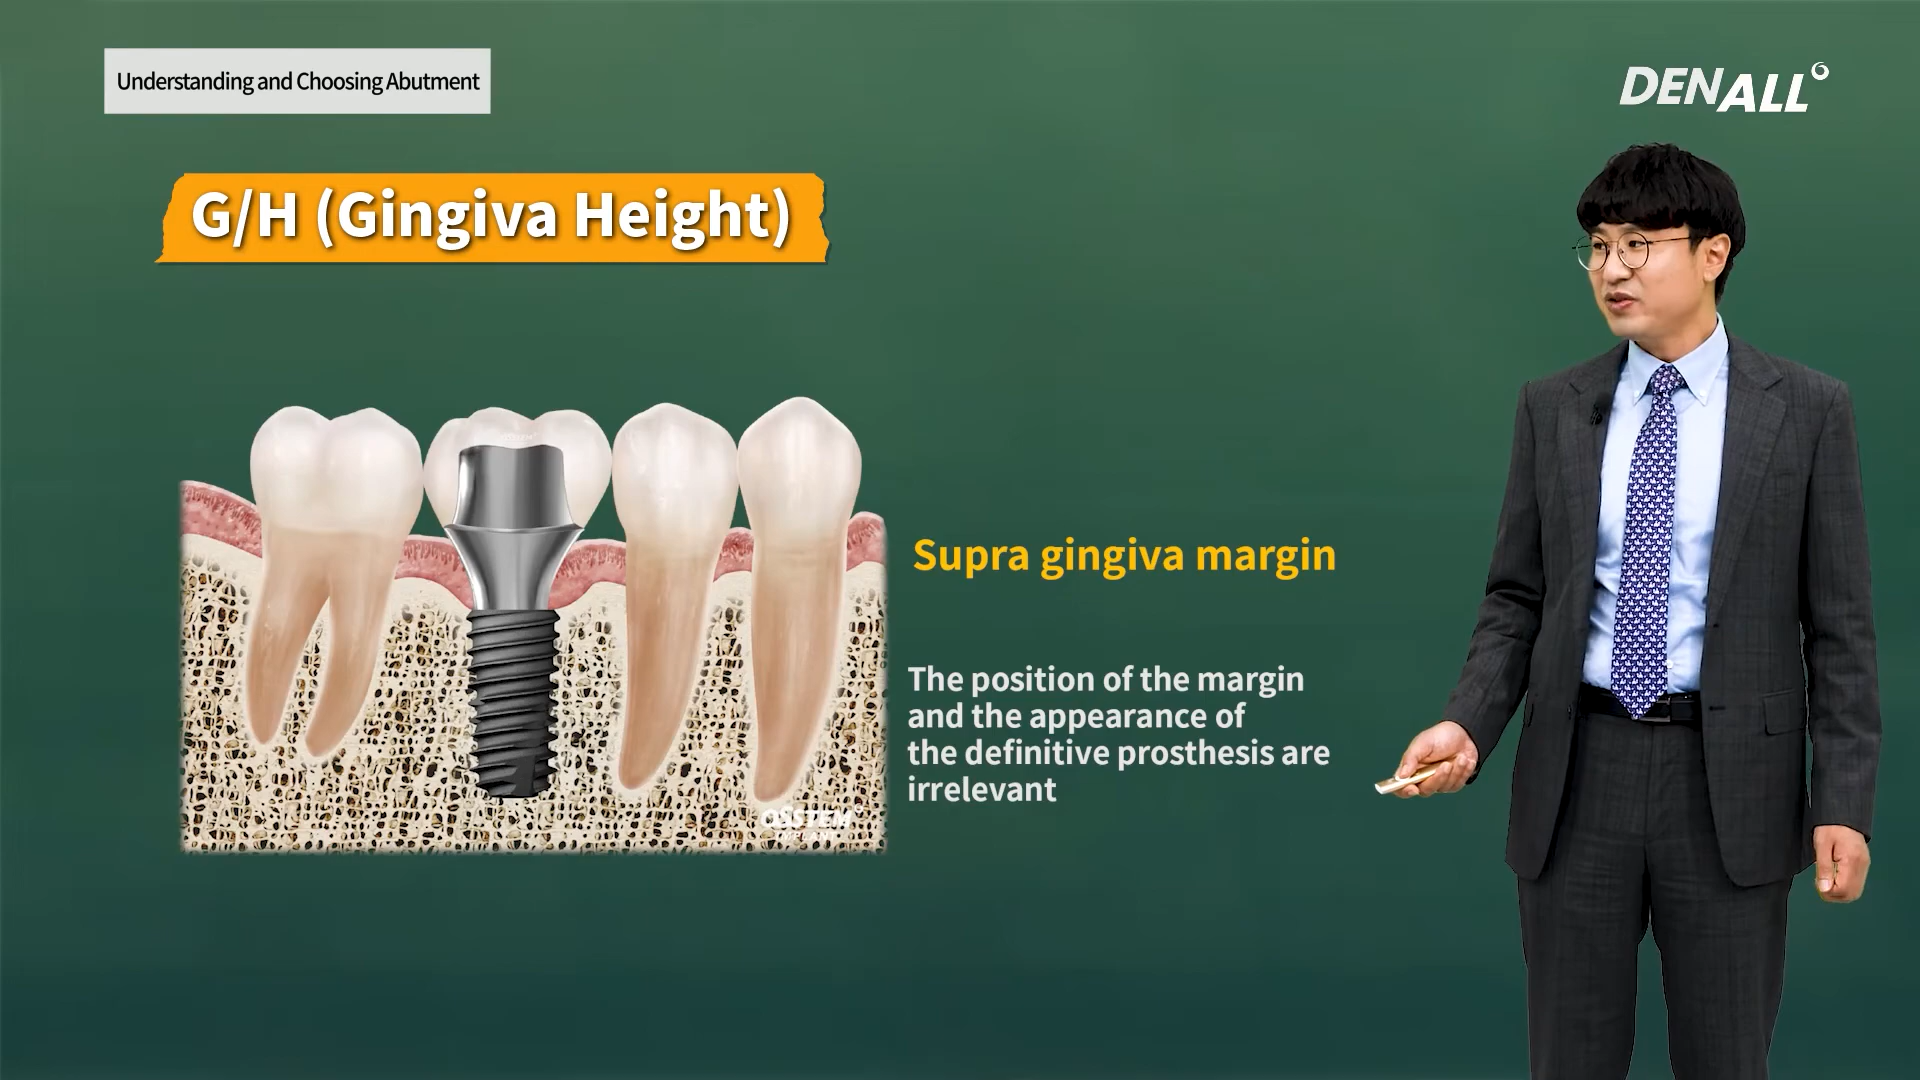 Understanding and Choosing Abutment
DENALL
G/H (Gingiva Height)
Supra gingiva margin
The position of the margin
and the appearance of
the definitive prosthesis are
irrelevant
OSSTEM
IMPLANT